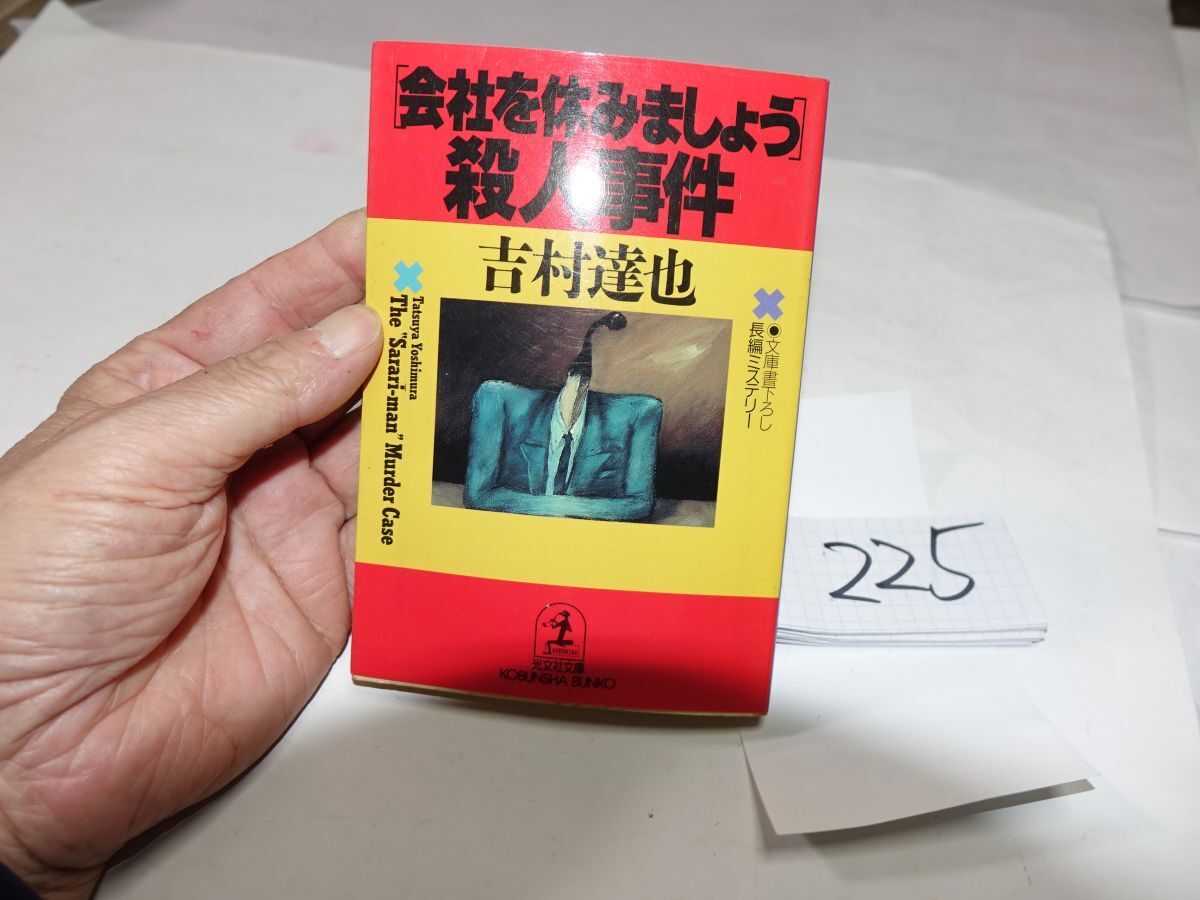 [会社を休みましょう]
殺人事件
吉村達也
Tatsuya Yoshimura
The "Sarari-man" Murder Case
◉文庫書下ろし
長編ミステリー
KOBUNSHA
光文社文庫
KOBUNSHA BUNKO
225